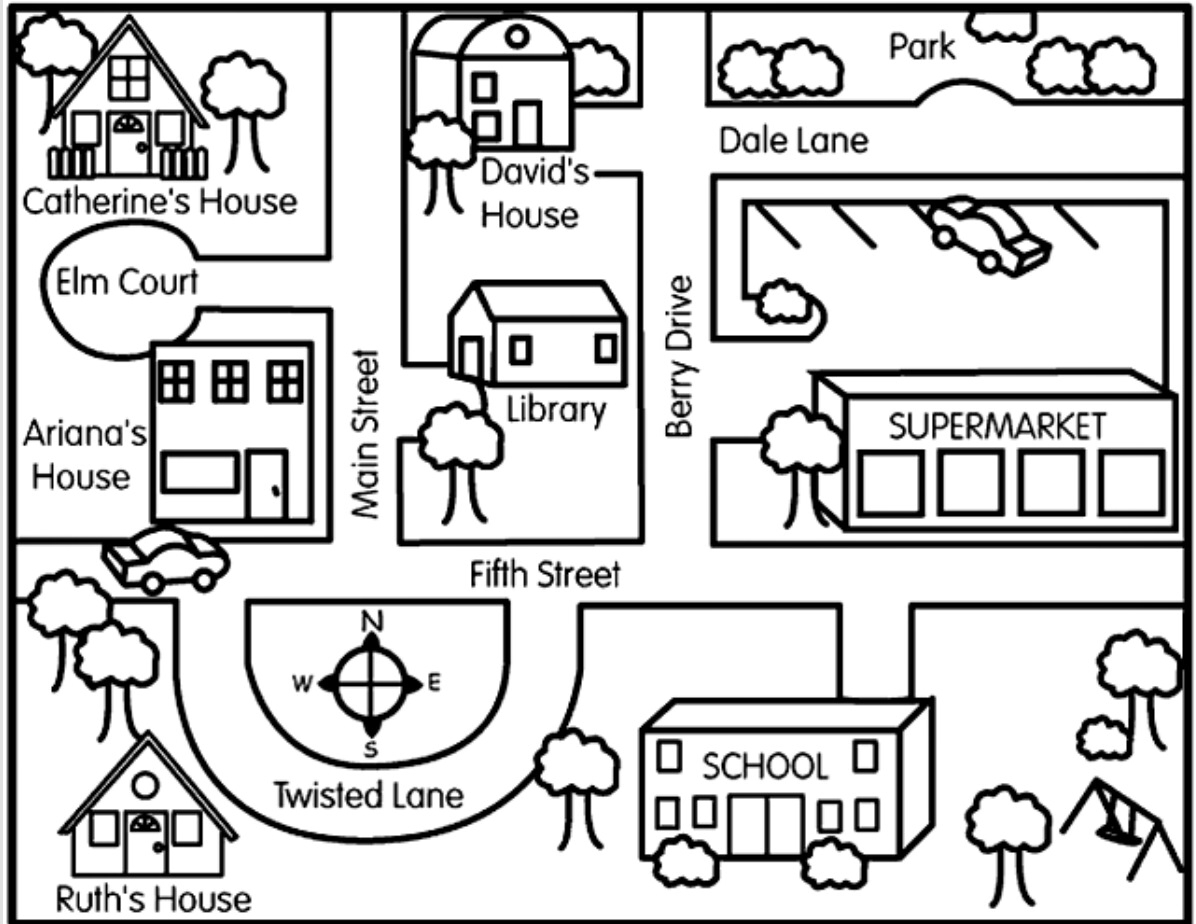 Park
Dale Lane
David's
House
Catherine's House
Elm Court
Berry Drive
Main Street
Library
Ariana's
House
SUPERMARKET
Fifth Street
N
W
E
S
Twisted Lane
SCHOOL
Ruth's House